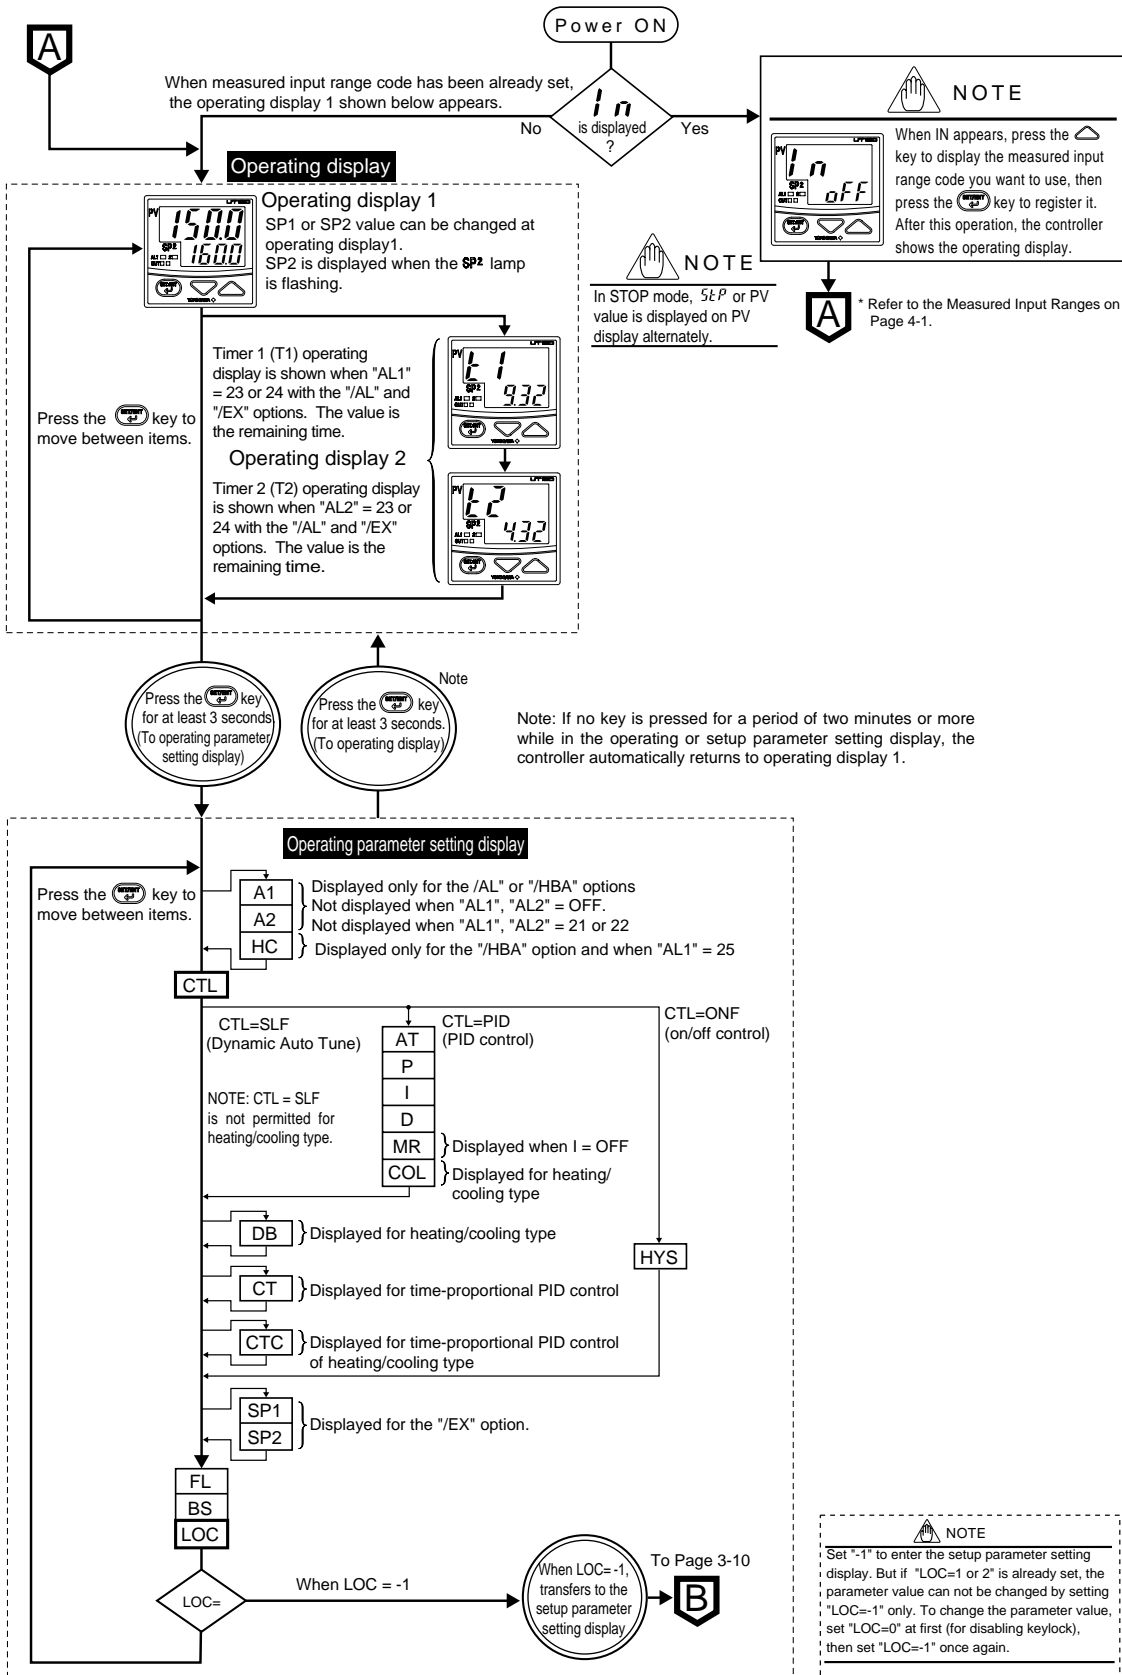 A
Power ON
When measured input range code has been already set,
the operating display 1 shown below appears.
In
is displayed
?
No
Yes
NOTE
When IN appears, press the
key to display the measured input
range code you want to use, then
press the SET/ENT key to register it.
After this operation, the controller
shows the operating display.
PV
In
SP2
oFF
Operating display
Operating display 1
SP1 or SP2 value can be changed at
operating display1.
SP2 is displayed when the SP2 lamp
is flashing.
PV
150.0
SP2
160.0
NOTE
In STOP mode, StP or PV
value is displayed on PV
display alternately.
A
* Refer to the Measured Input Ranges on
Page 4-1.
Press the SET/ENT key to
move between items.
Timer 1 (T1) operating
display is shown when "AL1"
= 23 or 24 with the "/AL" and
"/EX" options. The value is
the remaining time.
PV
t1
SP2
9.32
Operating display 2
Timer 2 (T2) operating display
is shown when "AL2" = 23 or
24 with the "/AL" and "/EX"
options. The value is the
remaining time.
PV
t2
SP2
4.32
Press the SET/ENT key
for at least 3 seconds.
(To operating parameter
setting display)
Note
Press the SET/ENT key
for at least 3 seconds.
(To operating display)
Note: If no key is pressed for a period of two minutes or more
while in the operating or setup parameter setting display, the
controller automatically returns to operating display 1.
Operating parameter setting display
Press the SET/ENT key to
move between items.
A1
A2
HC
Displayed only for the /AL" or "/HBA" options
Not displayed when "AL1", "AL2" = OFF.
Not displayed when "AL1", "AL2" = 21 or 22
Displayed only for the "/HBA" option and when "AL1" = 25
CTL
CTL=SLF
(Dynamic Auto Tune)
NOTE: CTL = SLF
is not permitted for
heating/cooling type.
CTL=PID
(PID control)
AT
P
I
D
MR
Displayed when I = OFF
COL
Displayed for heating/
cooling type
CTL=ONF
(on/off control)
HYS
DB
Displayed for heating/cooling type
CT
Displayed for time-proportional PID control
CTC
Displayed for time-proportional PID control
of heating/cooling type
SP1
SP2
Displayed for the "/EX" option.
FL
BS
LOC
LOC=
When LOC = -1
When LOC= -1,
transfers to the
setup parameter
setting display
To Page 3-10
B
NOTE
Set "-1" to enter the setup parameter setting
display. But if "LOC=1 or 2" is already set, the
parameter value can not be changed by setting
"LOC=-1" only. To change the parameter value,
set "LOC=0" at first (for disabling keylock),
then set "LOC=-1" once again.